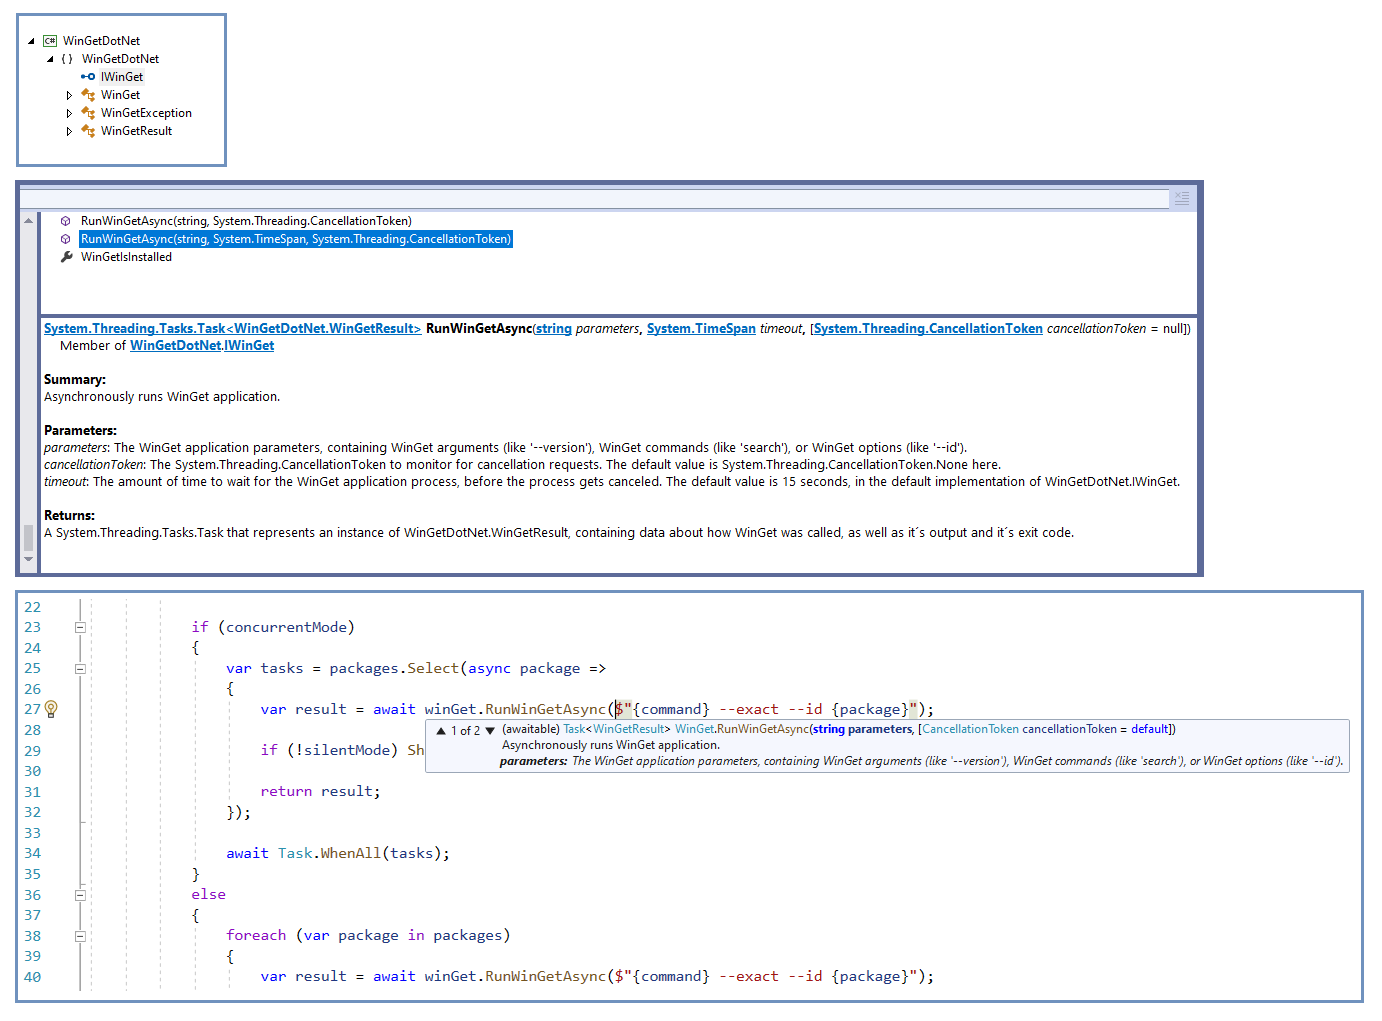 WinGetDotNet
WinGetDotNet
IWinGet
WinGet
WinGetException
WinGetResult
RunWinGetAsync(string, System.Threading.CancellationToken)
RunWinGetAsync(string, System.TimeSpan, System.Threading.CancellationToken)
WinGetIsInstalled
System.Threading.Tasks.Task<WinGetDotNet.WinGetResult> RunWinGetAsync(string parameters, System.TimeSpan timeout, [System.Threading.CancellationToken cancellationToken = null])
Member of WinGetDotNet.IWinGet
Summary:
Asynchronously runs WinGet application.
Parameters:
parameters: The WinGet application parameters, containing WinGet arguments (like '--version'), WinGet commands (like 'search'), or WinGet options (like '--id').
cancellationToken: The System.Threading.CancellationToken to monitor for cancellation requests. The default value is System.Threading.CancellationToken.None here.
timeout: The amount of time to wait for the WinGet application process, before the process gets canceled. The default value is 15 seconds, in the default implementation of WinGetDotNet.IWinGet.
Returns:
A System.Threading.Tasks.Task that represents an instance of WinGetDotNet.WinGetResult, containing data about how WinGet was called, as well as it´s output and it´s exit code.
22
23 if (concurrentMode)
24 {
25 var tasks = packages.Select(async package =>
26 {
27 var result = await winGet.RunWinGetAsync($"{command} --exact --id {package}");
28 ▲ 1 of 2 ▼ (awaitable) Task<WinGetResult> WinGet.RunWinGetAsync(string parameters, [CancellationToken cancellationToken = default])
Asynchronously runs WinGet application.
29 if (!silentMode) Sh
parameters: The WinGet application parameters, containing WinGet arguments (like '--version'), WinGet commands (like 'search'), or WinGet options (like '--id').
30
31 return result;
32 });
33
34 await Task.WhenAll(tasks);
35 }
36 else
37 {
38 foreach (var package in packages)
39 {
40 var result = await winGet.RunWinGetAsync($"{command} --exact --id {package}");